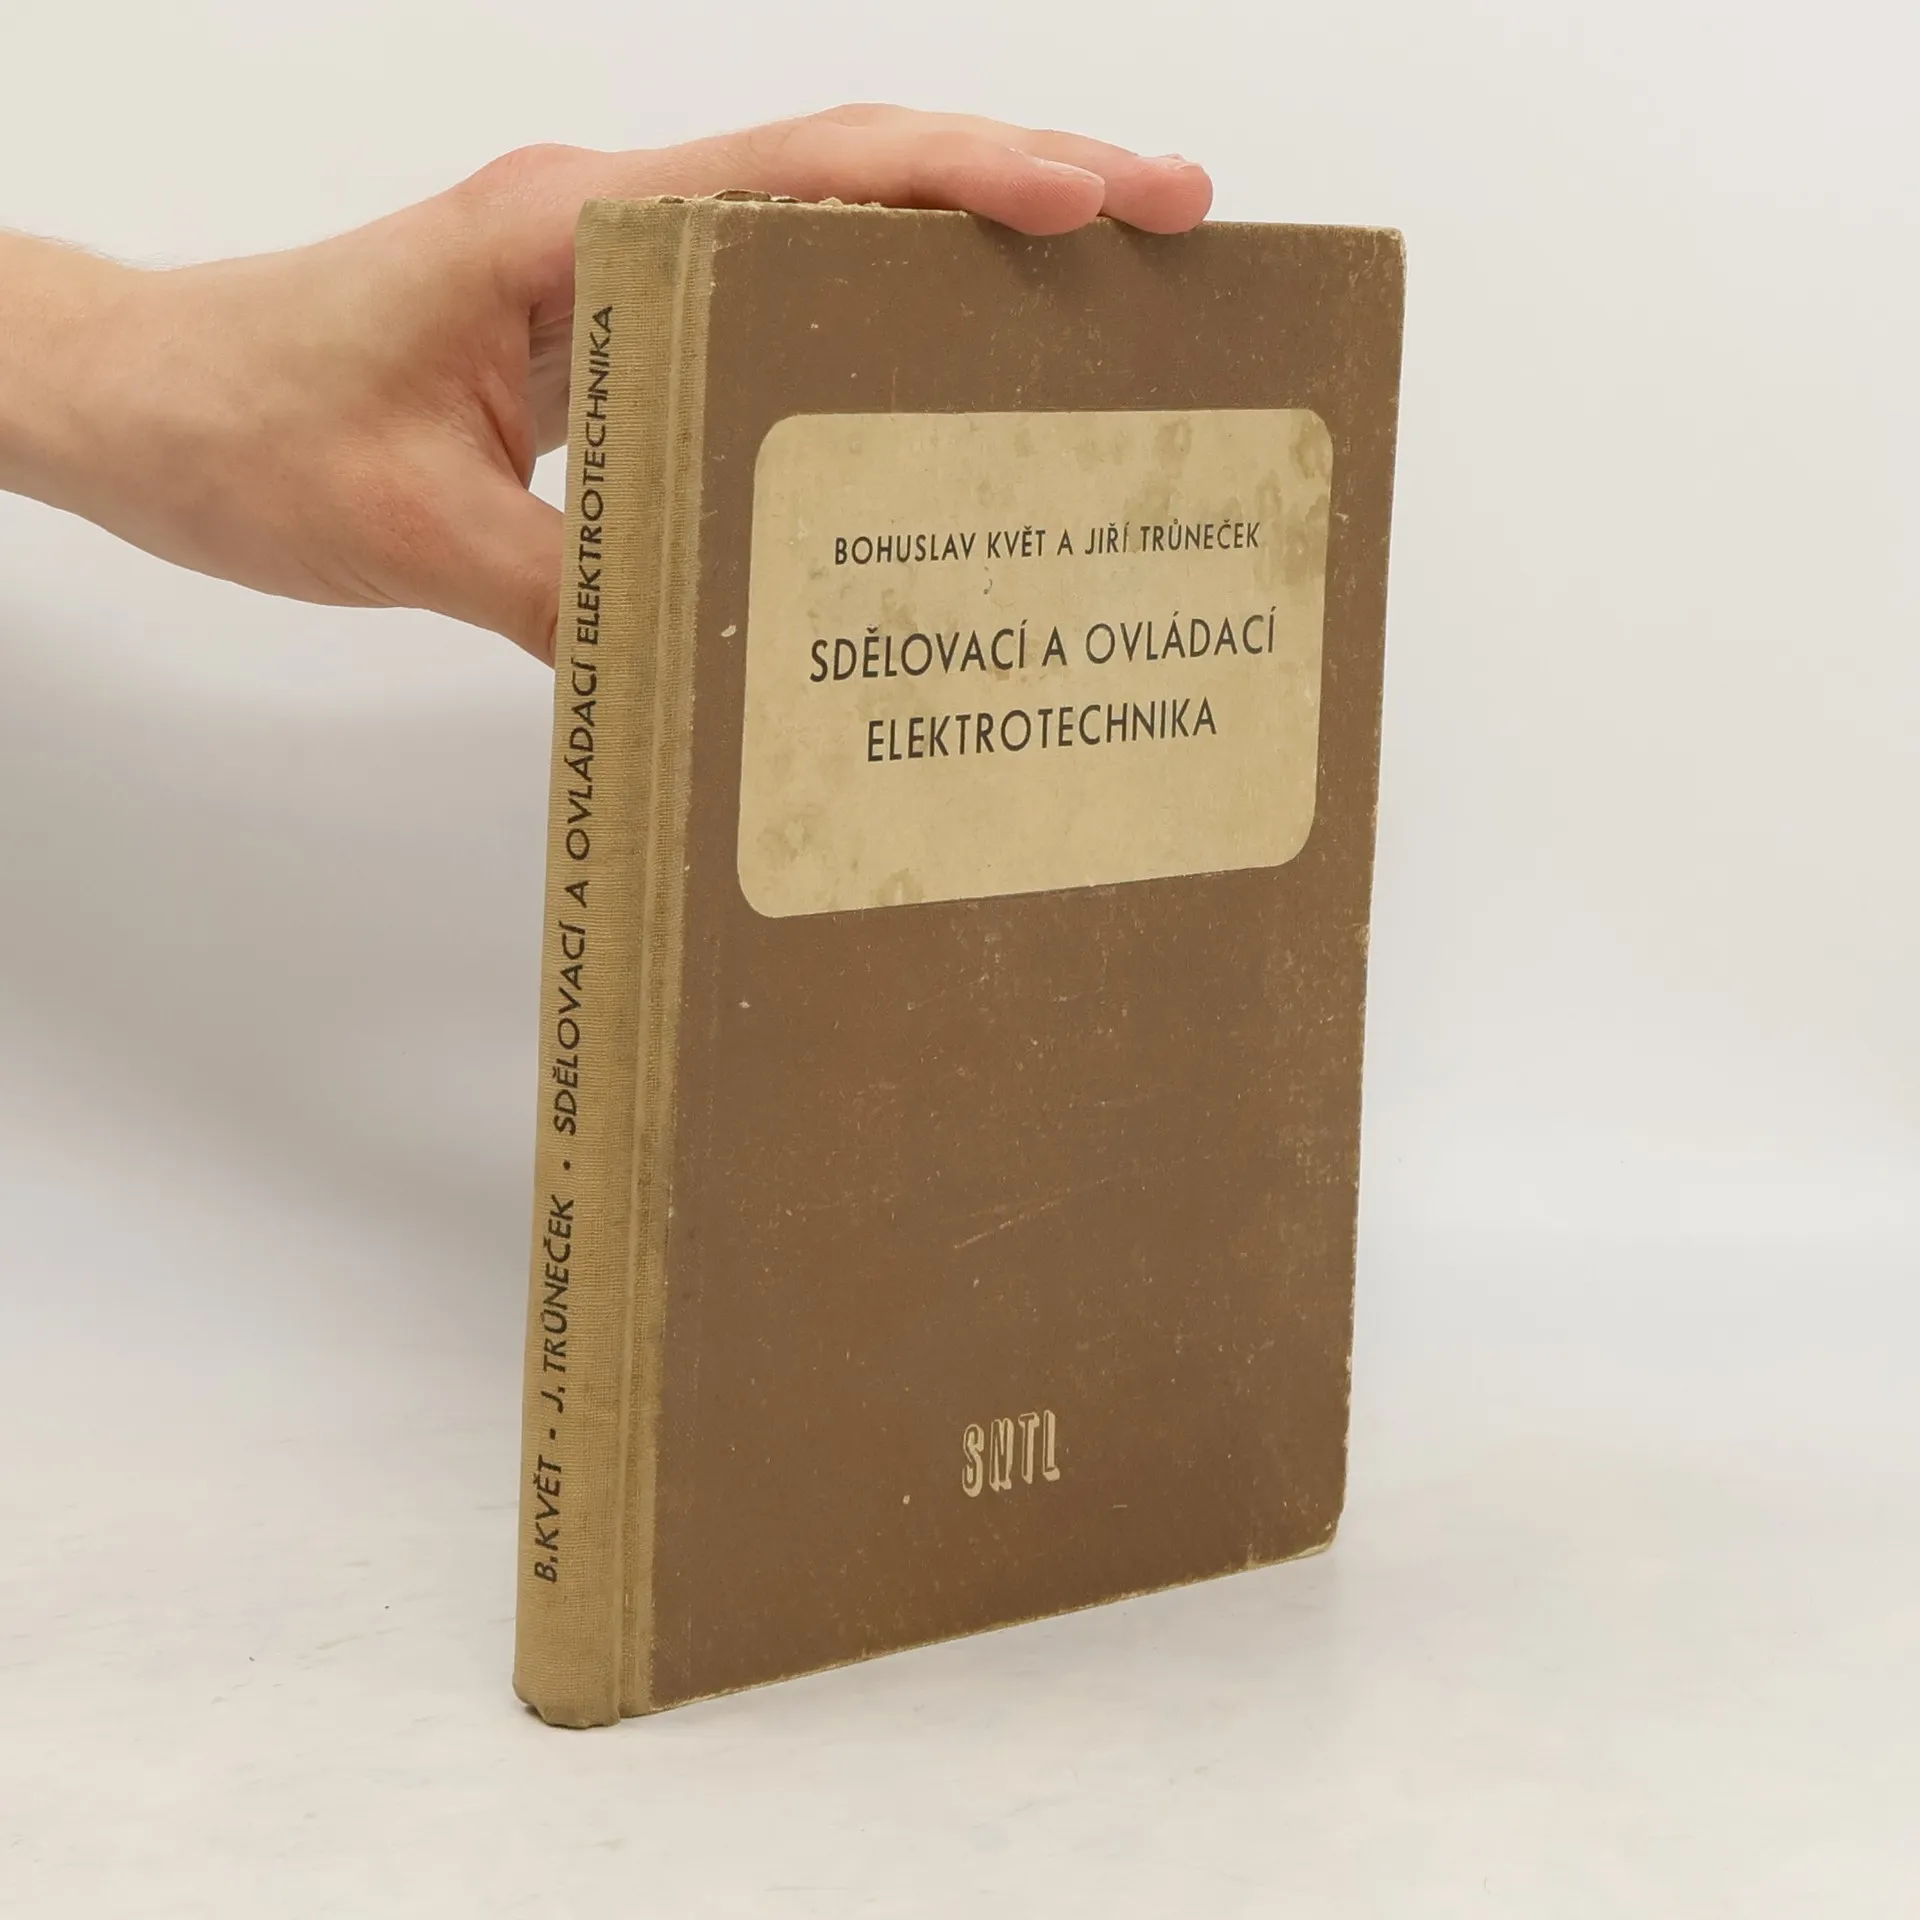 BOHUSLAV KVĚT A JIŘÍ TRŮNEČEK
SDĚLOVACÍ A OVLÁDACÍ
ELEKTROTECHNIKA
SNTL
B. KVĚT - J. TRŮNEČEK • SDĚLOVACÍ A OVLÁDACÍ ELEKTROTECHNIKA